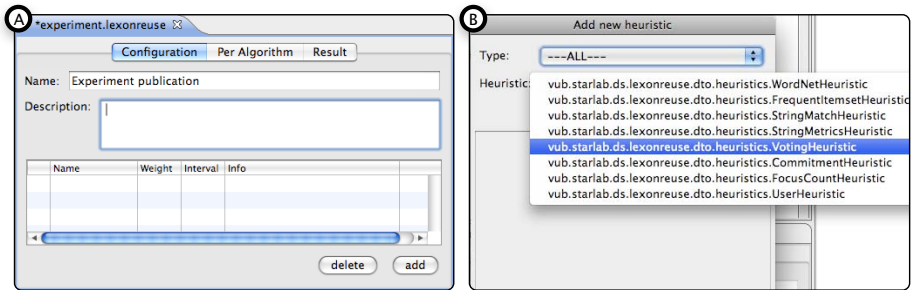 A
*experiment.lexonreuse
Configuration Per Algorithm Result
Name: Experiment publication
Description:
Name Weight Interval Info
delete add
B
Add new heuristic
Type: ---ALL---
Heuristic:
vub.starlab.ds.lexonreuse.dto.heuristics.WordNetHeuristic
vub.starlab.ds.lexonreuse.dto.heuristics.FrequentItemsetHeuristic
vub.starlab.ds.lexonreuse.dto.heuristics.StringMatchHeuristic
vub.starlab.ds.lexonreuse.dto.heuristics.StringMetricsHeuristic
vub.starlab.ds.lexonreuse.dto.heuristics.VotingHeuristic
vub.starlab.ds.lexonreuse.dto.heuristics.CommitmentHeuristic
vub.starlab.ds.lexonreuse.dto.heuristics.FocusCountHeuristic
vub.starlab.ds.lexonreuse.dto.heuristics.UserHeuristic